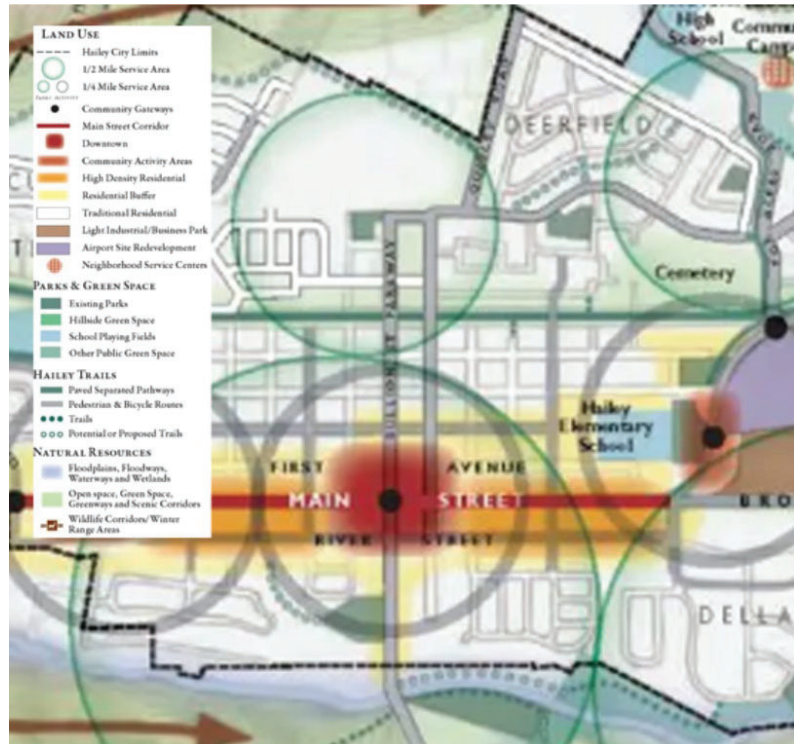 LAND USE
Hailey City Limits
1/2 Mile Service Area
1/4 Mile Service Area
Community Gateways
Main Street Corridor
Downtown
Community Activity Areas
High Density Residential
Residential Buffer
Traditional Residential
Light Industrial/Business Park
Airport Site Redevelopment
Neighborhood Service Centers
PARKS & GREEN SPACE
Existing Parks
Hillside Green Space
School Playing Fields
Other Public Green Space
HAILEY TRAILS
Paved Separated Pathways
Pedestrian & Bicycle Routes
Trails
Potential or Proposed Trails
NATURAL RESOURCES
Floodplains, Floodways,
Waterways and Wetlands
Open space, Green Space,
Greenways and Scenic Corridors
Wildlife Corridors/ Winter
Range Areas
High
School
Commu
Camp
DEERFIELD
Cemetery
BULLION ST PARKWAY
Hailey
Elementary
School
FIRST AVENUE
MAIN STREET
RIVER STREET
BRO
DELLA